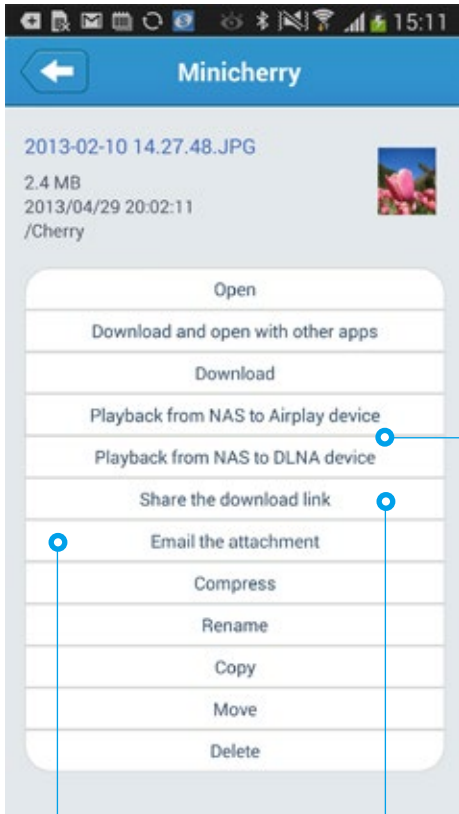 15:11
Minicherry
2013-02-10 14.27.48.JPG
2.4 MB
2013/04/29 20:02:11
/Cherry
Open
Download and open with other apps
Download
Playback from NAS to Airplay device
Playback from NAS to DLNA device
Share the download link
Email the attachment
Compress
Rename
Copy
Move
Delete